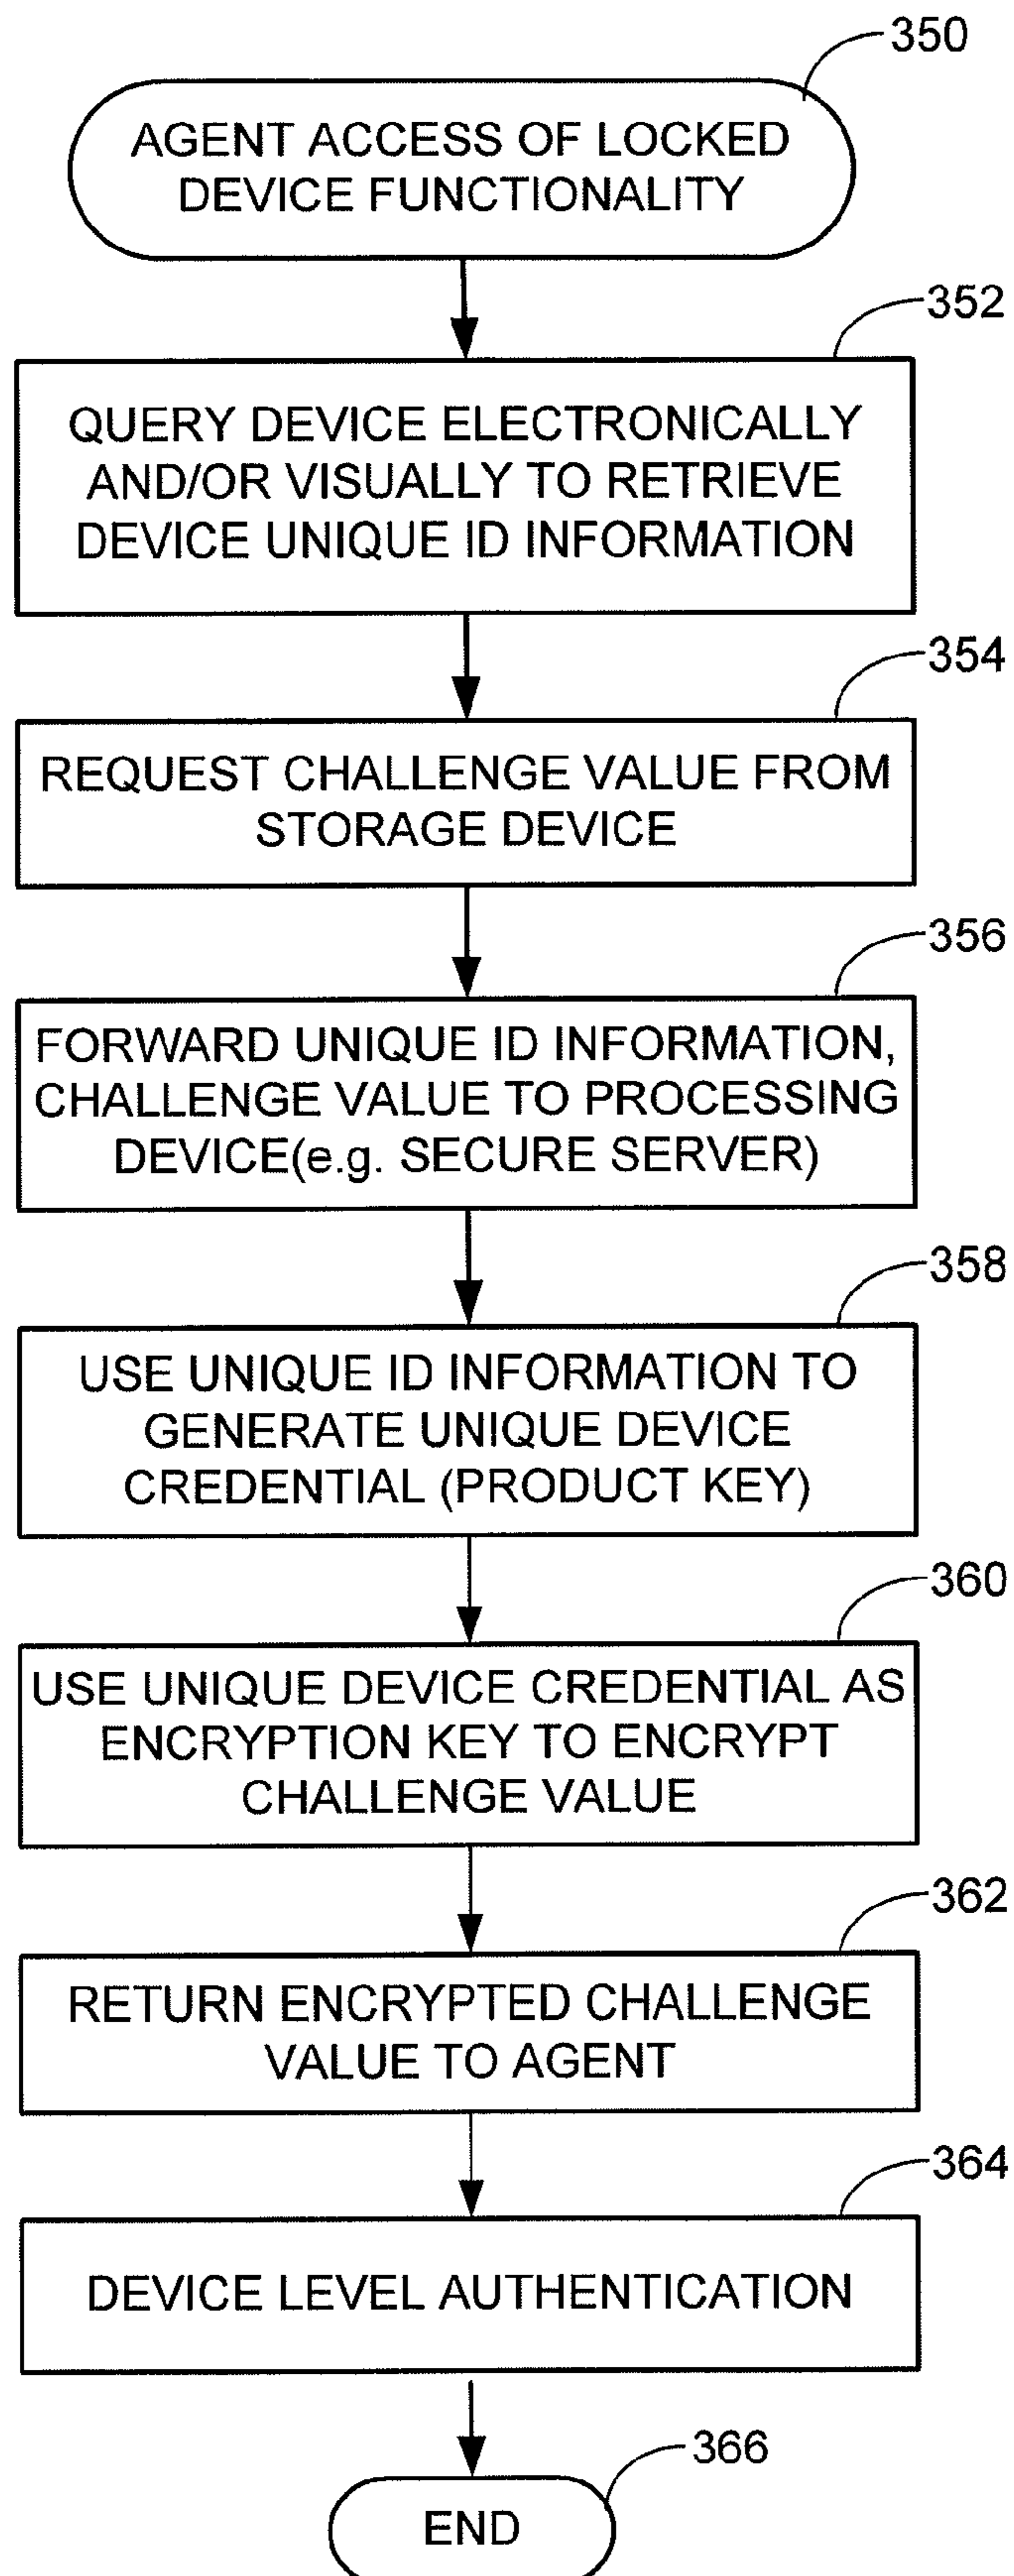 350
AGENT ACCESS OF LOCKED
DEVICE FUNCTIONALITY
352
QUERY DEVICE ELECTRONICALLY
AND/OR VISUALLY TO RETRIEVE
DEVICE UNIQUE ID INFORMATION
354
REQUEST CHALLENGE VALUE FROM
STORAGE DEVICE
356
FORWARD UNIQUE ID INFORMATION,
CHALLENGE VALUE TO PROCESSING
DEVICE(e.g. SECURE SERVER)
358
USE UNIQUE ID INFORMATION TO
GENERATE UNIQUE DEVICE
CREDENTIAL (PRODUCT KEY)
360
USE UNIQUE DEVICE CREDENTIAL AS
ENCRYPTION KEY TO ENCRYPT
CHALLENGE VALUE
362
RETURN ENCRYPTED CHALLENGE
VALUE TO AGENT
364
DEVICE LEVEL AUTHENTICATION
366
END